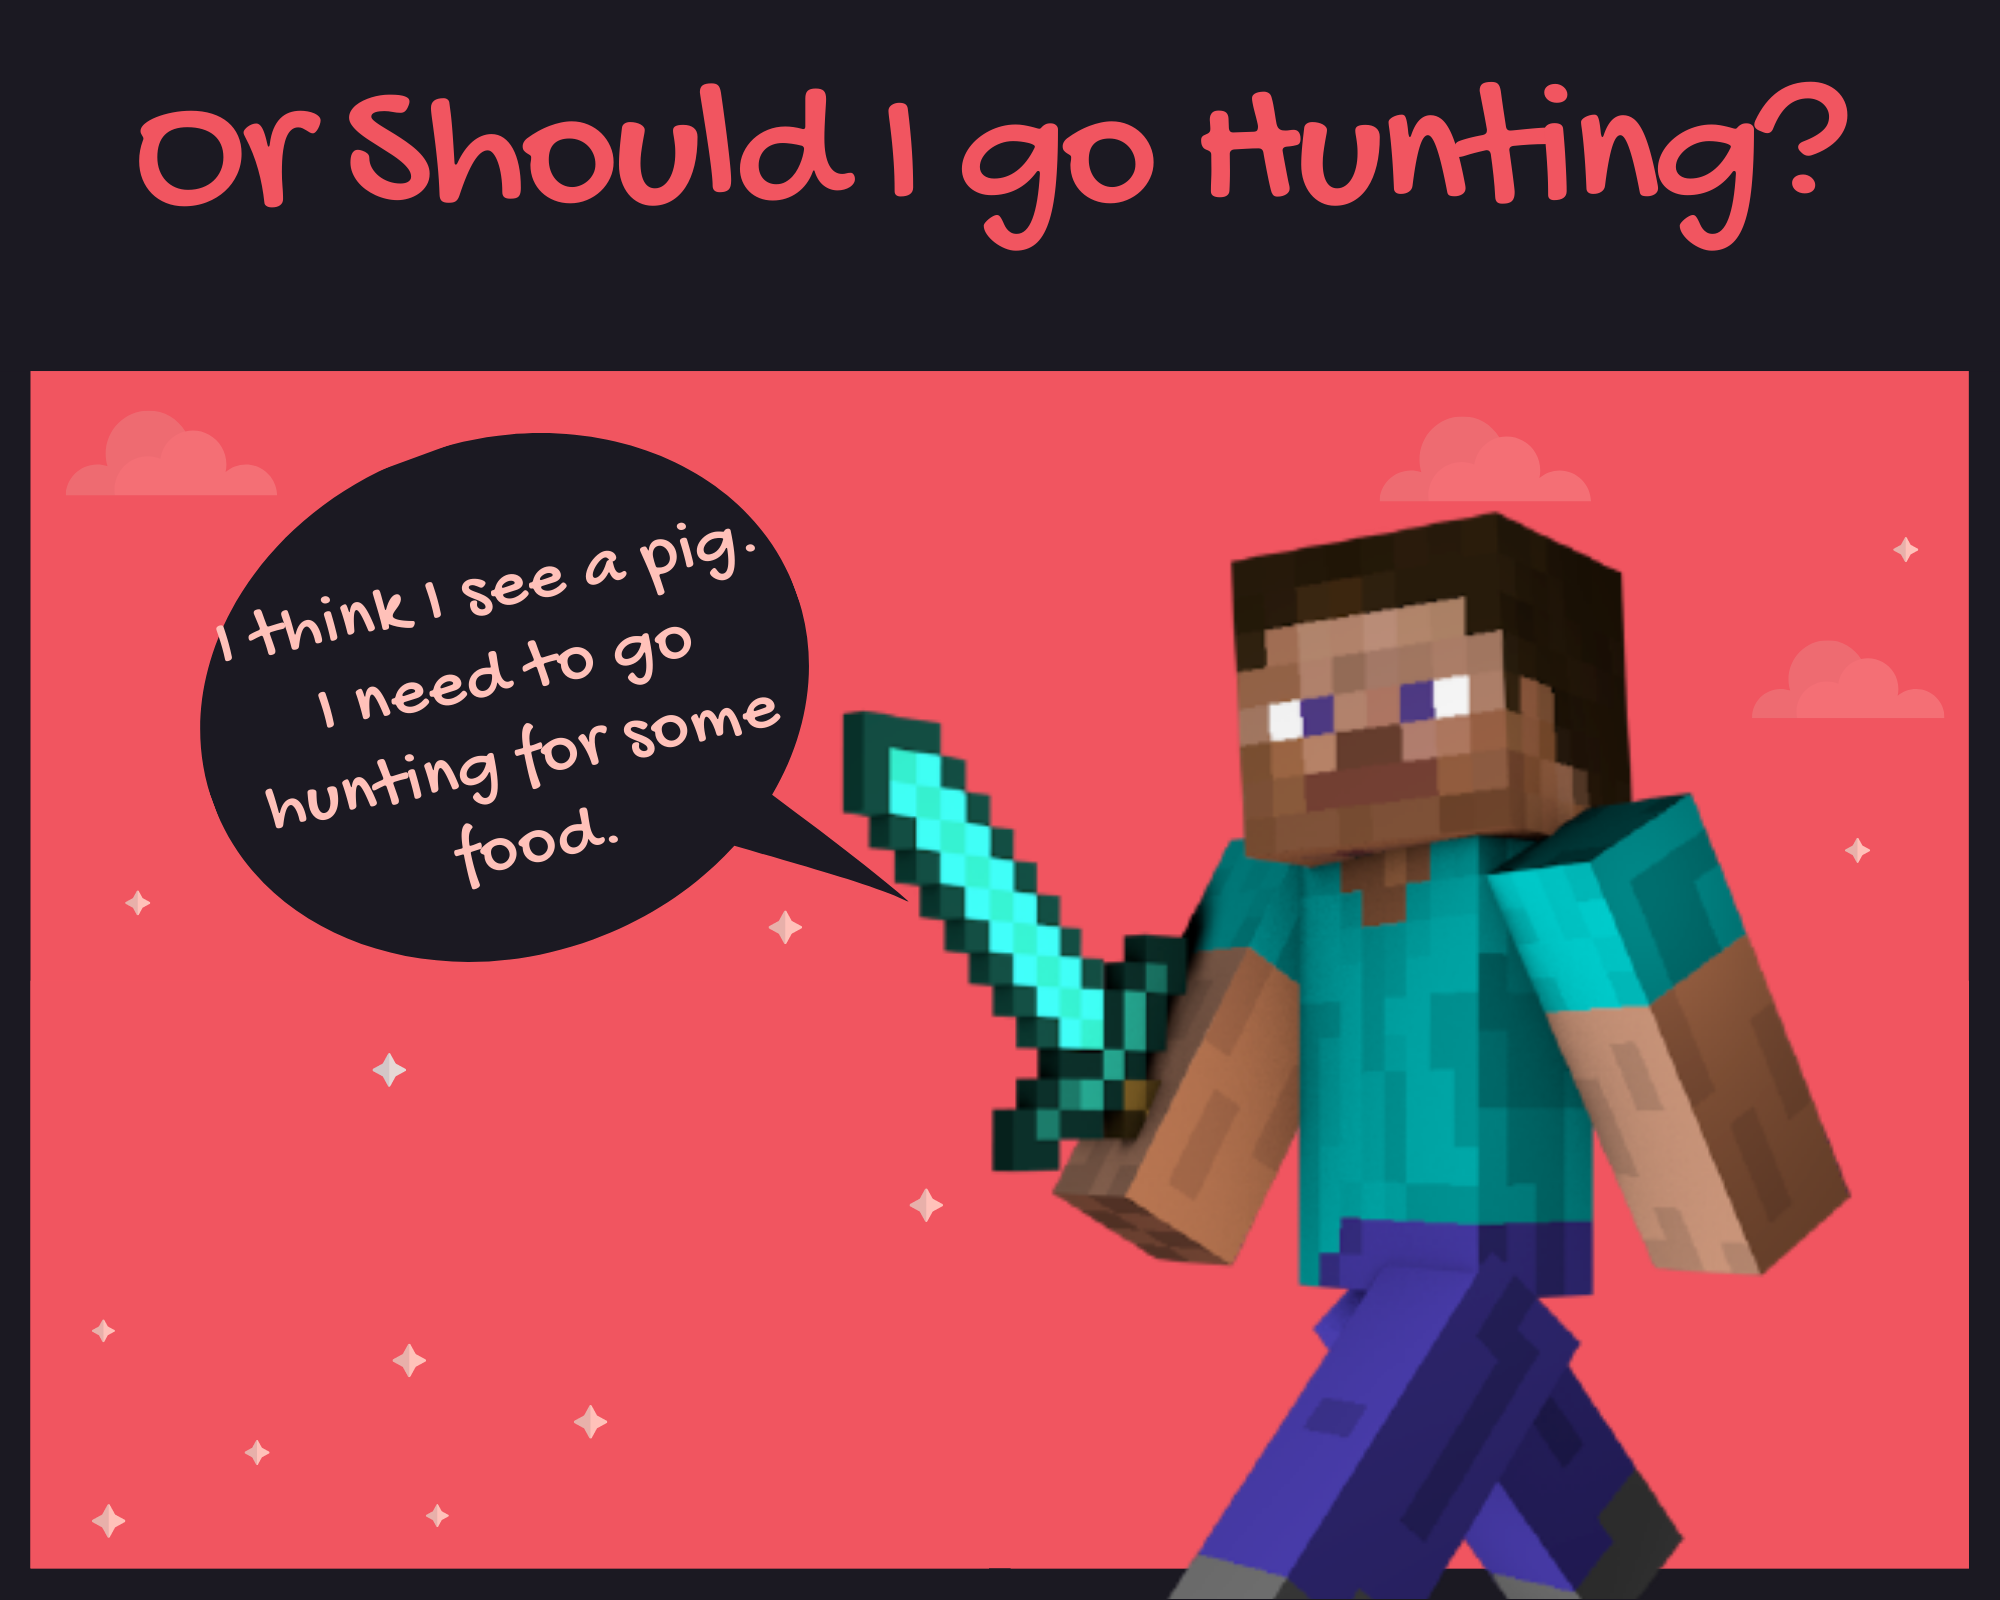 Or Should I go Hunting?
I think I see a pig.
I need to go
hunting for some
food.